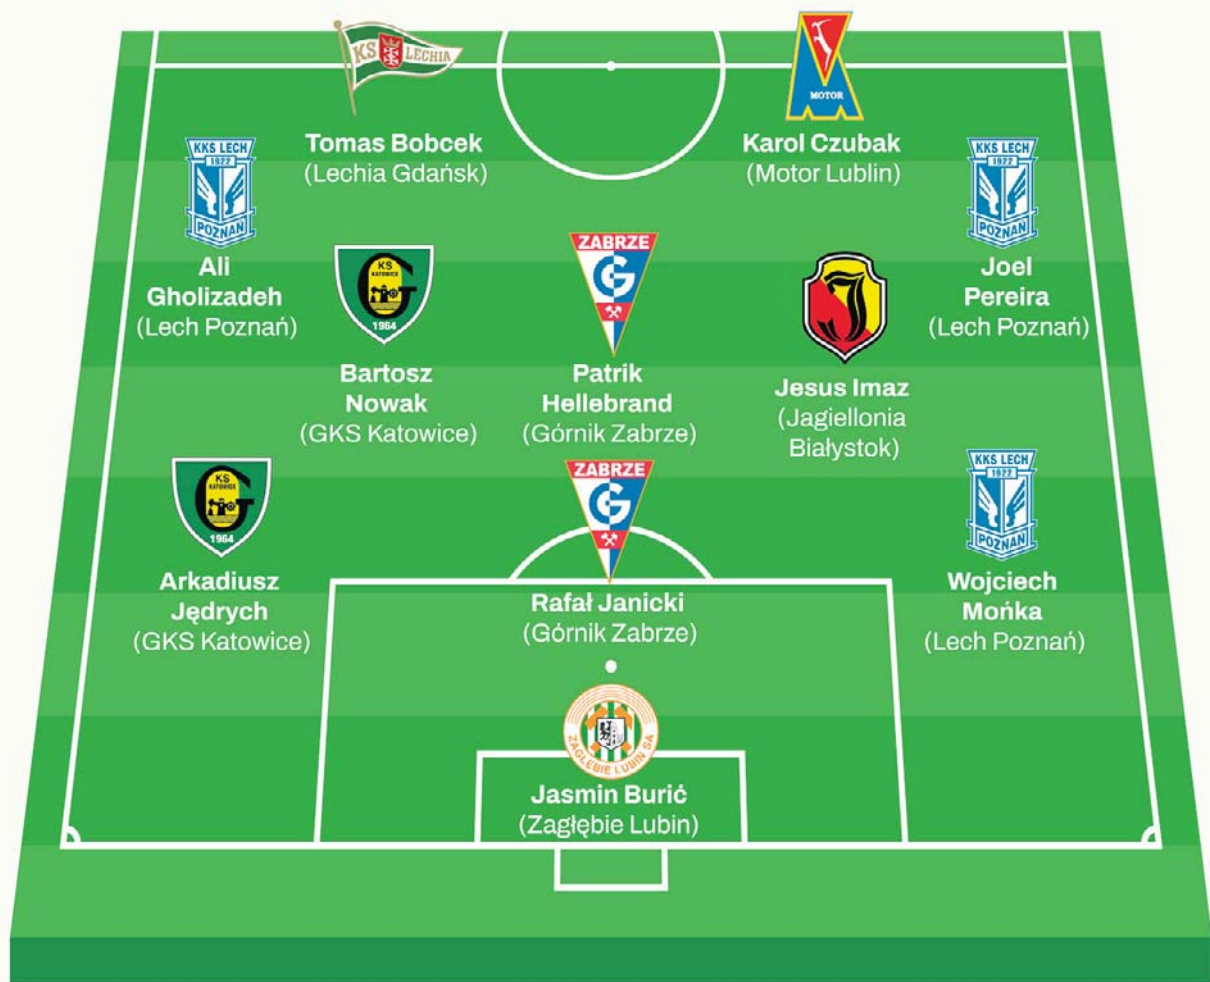 KS LECHIA
MOTOR
Tomas Bobcek
(Lechia Gdańsk)
Karol Czubak
(Motor Lublin)
KKS LECH
1922
POZNAŃ
Ali
Gholizadeh
(Lech Poznań)
KS
KATOWICE
G
1964
Bartosz
Nowak
(GKS Katowice)
ZABRZE
G
Patrik
Hellebrand
(Górnik Zabrze)
J
Jesus Imaz
(Jagiellonia
Białystok)
KKS LECH
1922
POZNAŃ
Joel
Pereira
(Lech Poznań)
KS
KATOWICE
G
1964
Arkadiusz
Jędrych
(GKS Katowice)
ZABRZE
G
Rafał Janicki
(Górnik Zabrze)
KKS LECH
1922
POZNAŃ
Wojciech
Mońka
(Lech Poznań)
ZAGŁĘBIE LUBIN SA
Jasmin Burić
(Zagłębie Lubin)